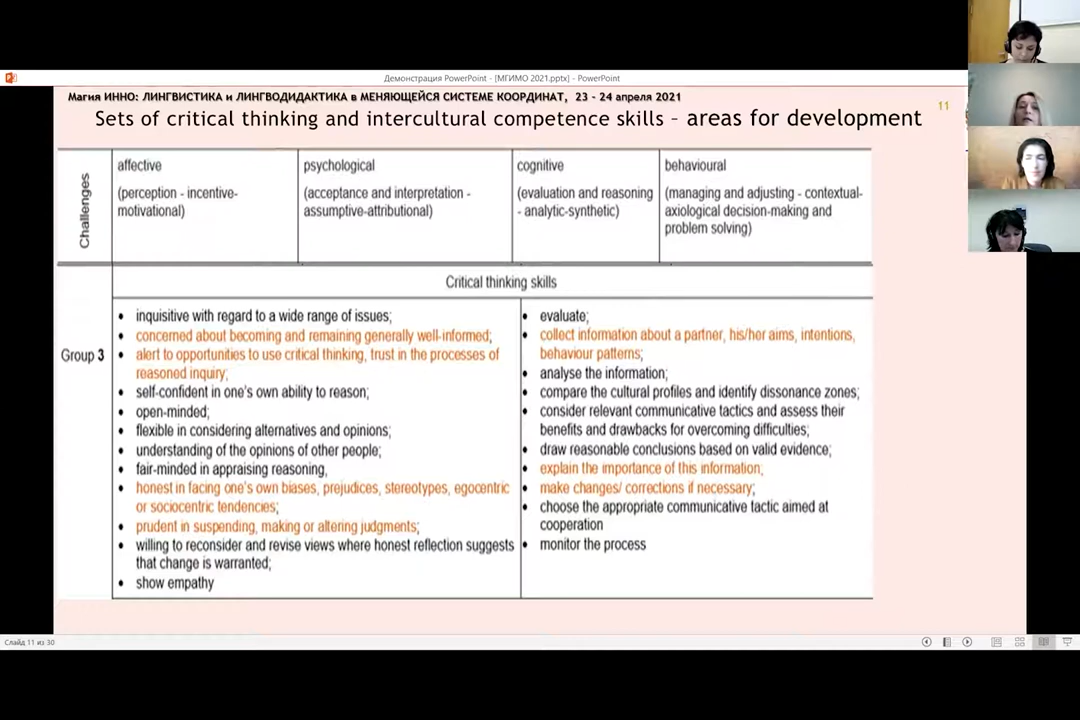 Демонстрация PowerPoint - [МГИМО 2021.pptx] - PowerPoint
Магия ИННО: ЛИНГВИСТИКА и ЛИНГВОДИДАКТИКА в МЕНЯЮЩЕЙСЯ СИСТЕМЕ КООРДИНАТ, 23 - 24 апреля 2021
11
Sets of critical thinking and intercultural competence skills – areas for development
Challenges
affective
(perception - incentive-
motivational)
psychological
(acceptance and interpretation -
assumptive-attributional)
cognitive
(evaluation and reasoning
- analytic-synthetic)
behavioural
(managing and adjusting - contextual-
axiological decision-making and
problem solving)
Critical thinking skills
Group 3
• inquisitive with regard to a wide range of issues;
• concerned about becoming and remaining generally well-informed;
• alert to opportunities to use critical thinking, trust in the processes of
reasoned inquiry;
• self-confident in one's own ability to reason;
• open-minded;
• flexible in considering alternatives and opinions;
• understanding of the opinions of other people;
• fair-minded in appraising reasoning,
• honest in facing one's own biases, prejudices, stereotypes, egocentric
or sociocentric tendencies;
• prudent in suspending, making or altering judgments;
• willing to reconsider and revise views where honest reflection suggests
that change is warranted;
• show empathy
• evaluate;
• collect information about a partner, his/her aims, intentions,
behaviour patterns;
• analyse the information;
• compare the cultural profiles and identify dissonance zones;
• consider relevant communicative tactics and assess their
benefits and drawbacks for overcoming difficulties;
• draw reasonable conclusions based on valid evidence;
• explain the importance of this information;
• make changes/ corrections if necessary;
• choose the appropriate communicative tactic aimed at
cooperation
• monitor the process
Слайд 11 из 30